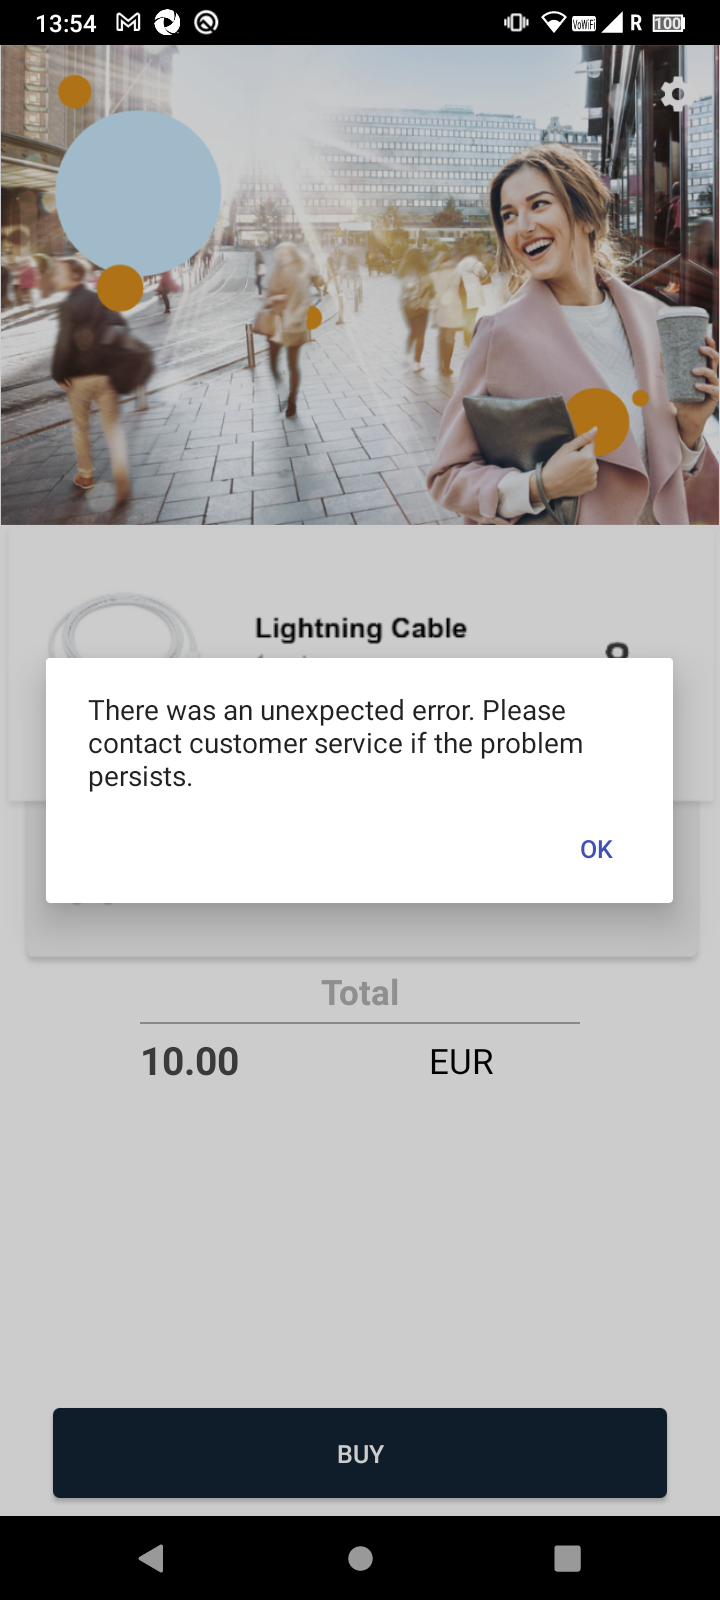 13:54
VoWiFi
R
100
Lightning Cable
There was an unexpected error. Please
contact customer service if the problem
persists.
OK
Total
10.00 EUR
BUY